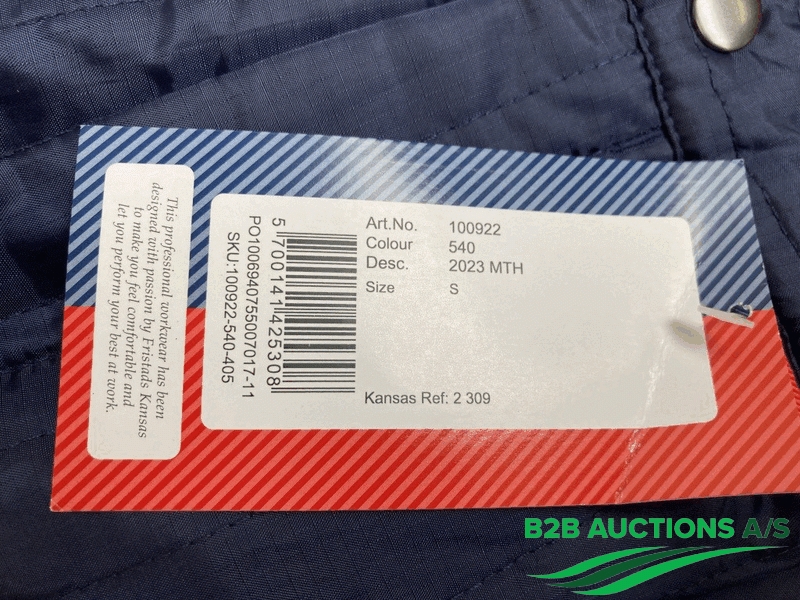 This professional workwear has been
designed with passion by Fristads Kansas
to make you feel comfortable and
let you perform your best at work.
PO1006940755007017-11
SKU:100922-540-405
5 700141 425308
Art.No. 100922
Colour 540
Desc. 2023 MTH
Size S
Kansas Ref: 2 309
B2B AUCTIONS A/S